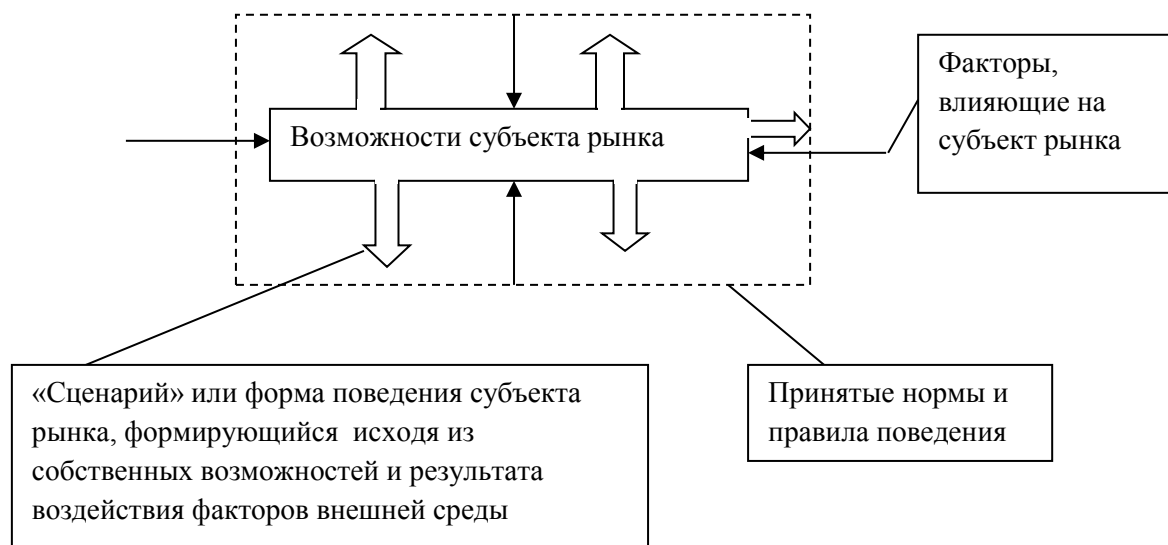 Факторы,
влияющие на
субъект рынка
Возможности субъекта рынка
«Сценарий» или форма поведения субъекта
рынка, формирующийся исходя из
собственных возможностей и результата
воздействия факторов внешней среды
Принятые нормы и
правила поведения